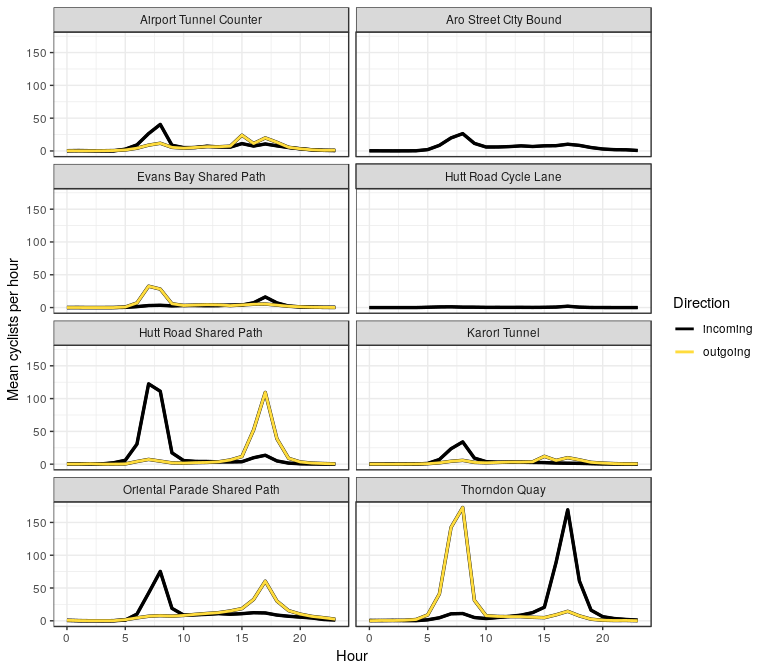 Airport Tunnel Counter
Aro Street City Bound
150
100
50
0
Evans Bay Shared Path
Hutt Road Cycle Lane
150
100
50
0
Hutt Road Shared Path
Karori Tunnel
150
100
50
0
Oriental Parade Shared Path
Thorndon Quay
150
100
50
0
0 5 10 15 20
0 5 10 15 20
Hour
Mean cyclists per hour
Direction
incoming
outgoing